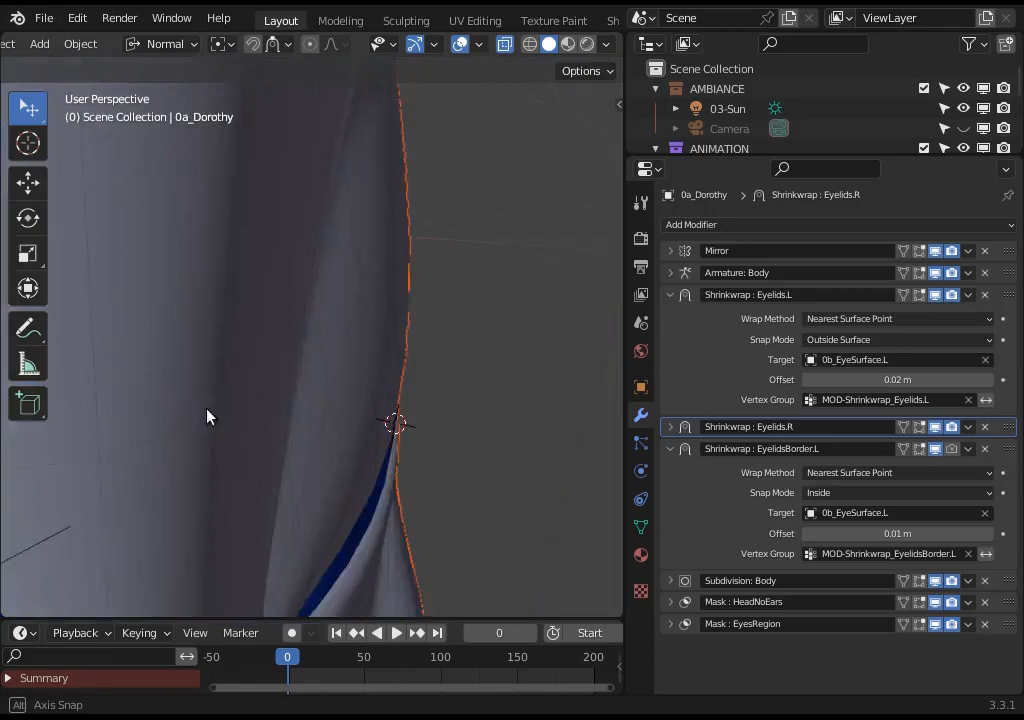 File Edit Render Window Help Layout Modeling Sculpting UV Editing Texture Paint Sh Scene ViewLayer
ect Add Object Normal
Options
User Perspective
(0) Scene Collection | 0a_Dorothy
Scene Collection
AMBIANCE
03-Sun
Camera
ANIMATION
0a_Dorothy Shrinkwrap : Eyelids.R
Add Modifier
Mirror
Armature: Body
Shrinkwrap : Eyelids.L
Wrap Method Nearest Surface Point
Snap Mode Outside Surface
Target 0b_EyeSurface.L
Offset 0.02 m
Vertex Group MOD-Shrinkwrap_Eyelids.L
Shrinkwrap : Eyelids.R
Shrinkwrap : EyelidsBorder.L
Wrap Method Nearest Surface Point
Snap Mode Inside
Target 0b_EyeSurface.L
Offset 0.01 m
Vertex Group MOD-Shrinkwrap_EyelidsBorder.L
Subdivision: Body
Mask : HeadNoEars
Mask : EyesRegion
Playback Keying View Marker 0 Start
-50 0 50 100 150 200
Summary
Alt Axis Snap 3.3.1